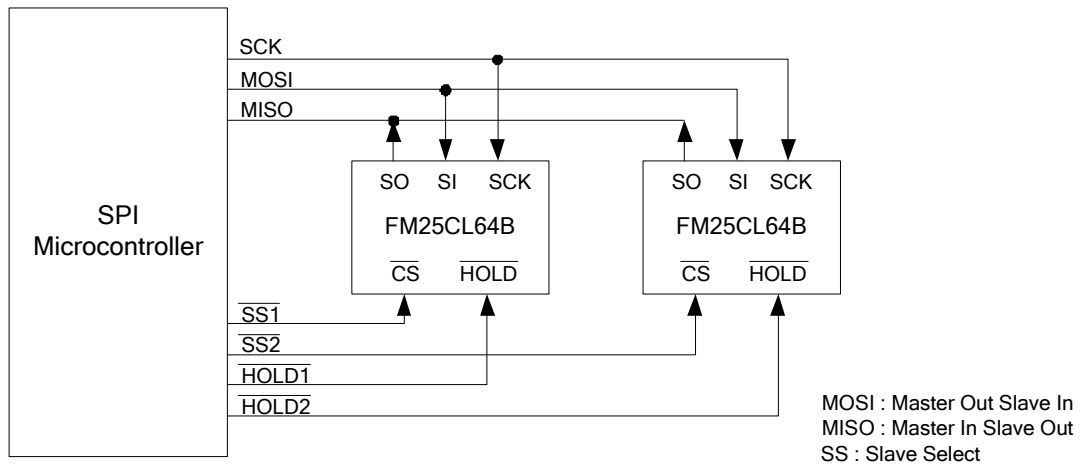 SCK
MOSI
MISO
SO SI SCK
FM25CL64B
CS HOLD
SO SI SCK
FM25CL64B
CS HOLD
SPI
Microcontroller
SS1
SS2
HOLD1
HOLD2
MOSI : Master Out Slave In
MISO : Master In Slave Out
SS : Slave Select